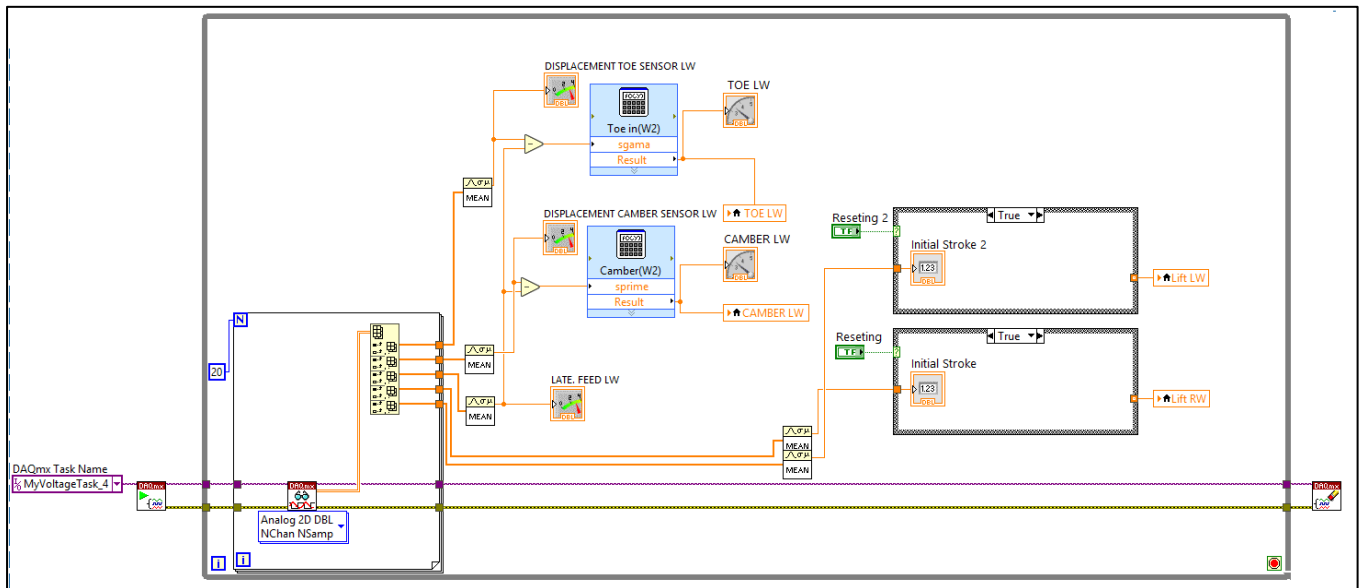 DISPLACEMENT TOE SENSOR LW
DBL
TOE LW
DBL
Toe in(W2)
sgama
Result
MEAN
TOE LW
DISPLACEMENT CAMBER SENSOR LW
DBL
CAMBER LW
DBL
Camber(W2)
sprime
Result
CAMBER LW
Reseting 2
TF
True
Initial Stroke 2
1.23
DBL
Lift LW
N
20
MEAN
LATE. FEED LW
DBL
MEAN
Reseting
TF
True
Initial Stroke
1.23
DBL
Lift RW
MEAN
MEAN
DAQmx Task Name
MyVoltageTask_4
DAQmx
DAQmx
DAQmx
Analog 2D DBL
NChan NSamp
i
i